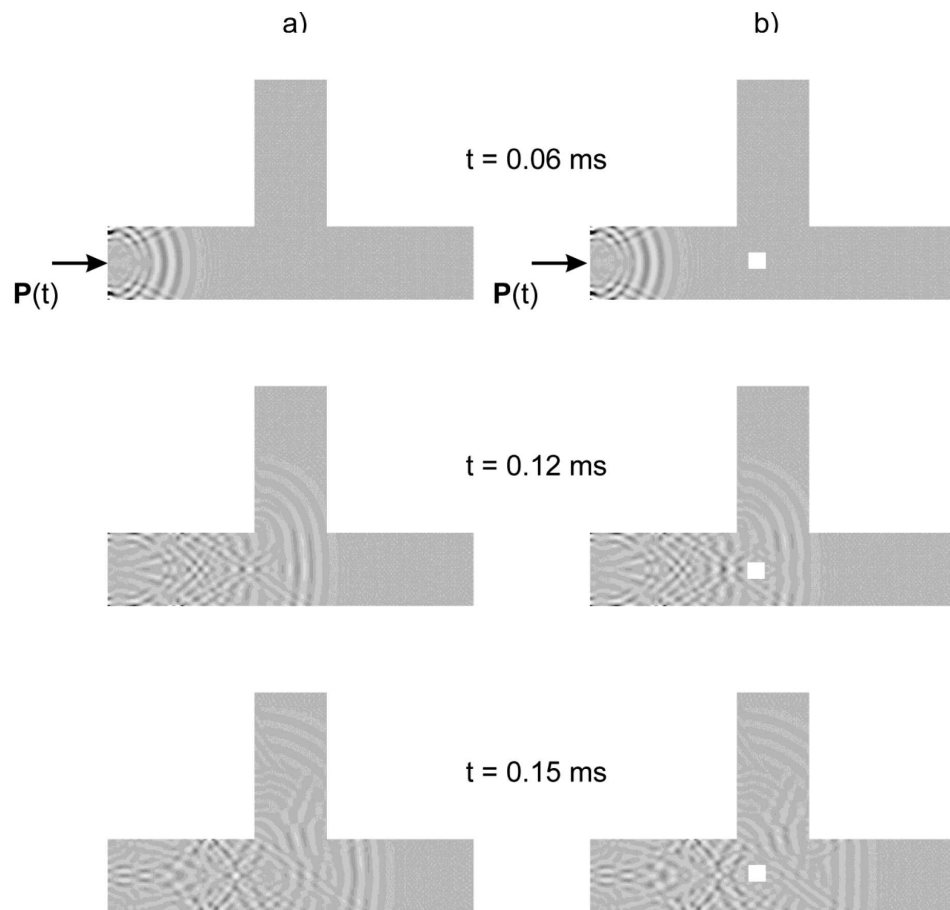 a) b)
t = 0.06 ms
P(t) P(t)
t = 0.12 ms
t = 0.15 ms